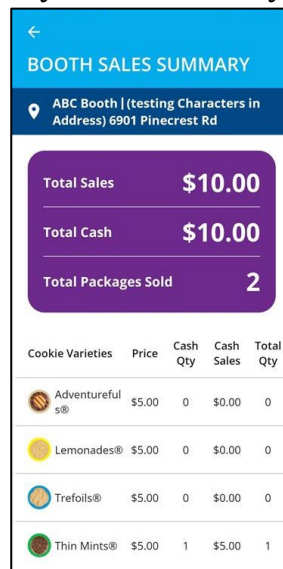 BOOTH SALES SUMMARY
ABC Booth | (testing Characters in
Address) 6901 Pinecrest Rd
Total Sales $10.00
Total Cash $10.00
Total Packages Sold 2
Cookie Varieties Price Cash Qty Cash Sales Total Qty
Adventureful
s® $5.00 0 $0.00 0
Lemonades® $5.00 0 $0.00 0
Trefoils® $5.00 0 $0.00 0
Thin Mints® $5.00 1 $5.00 1